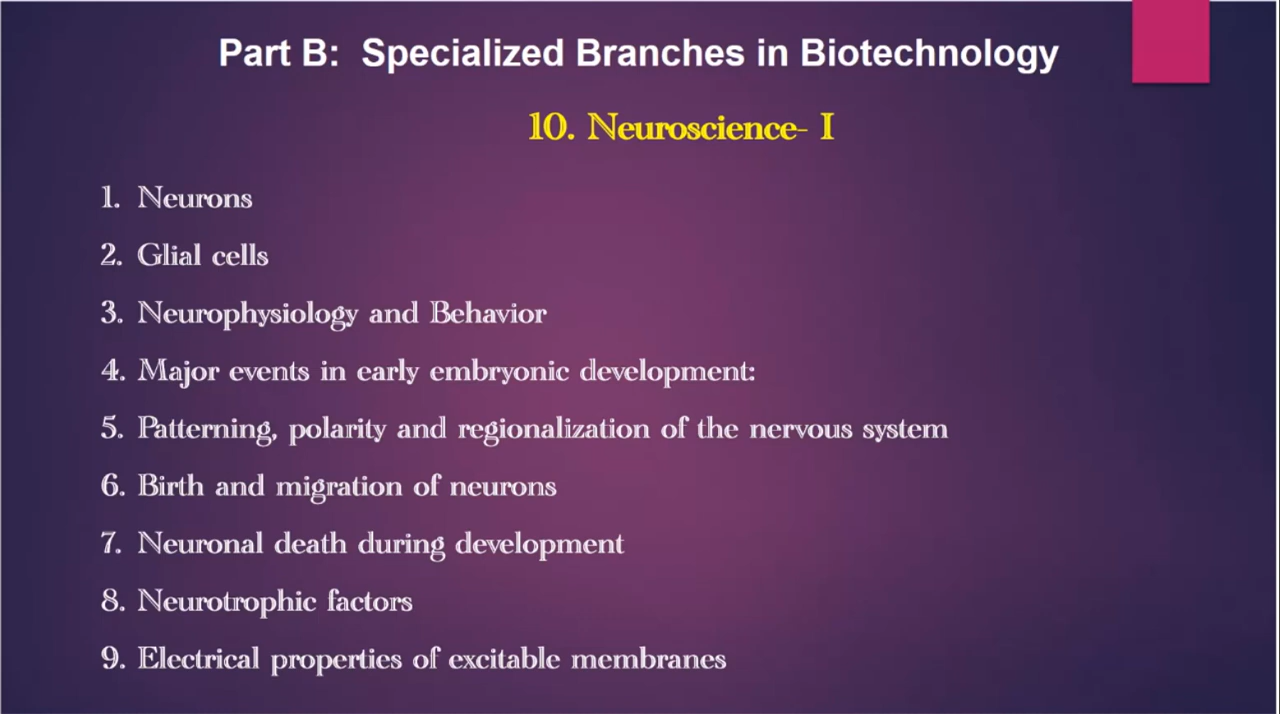 Part B: Specialized Branches in Biotechnology
10. Neuroscience- I
1. Neurons
2. Glial cells
3. Neurophysiology and Behavior
4. Major events in early embryonic development:
5. Patterning, polarity and regionalization of the nervous system
6. Birth and migration of neurons
7. Neuronal death during development
8. Neurotrophic factors
9. Electrical properties of excitable membranes